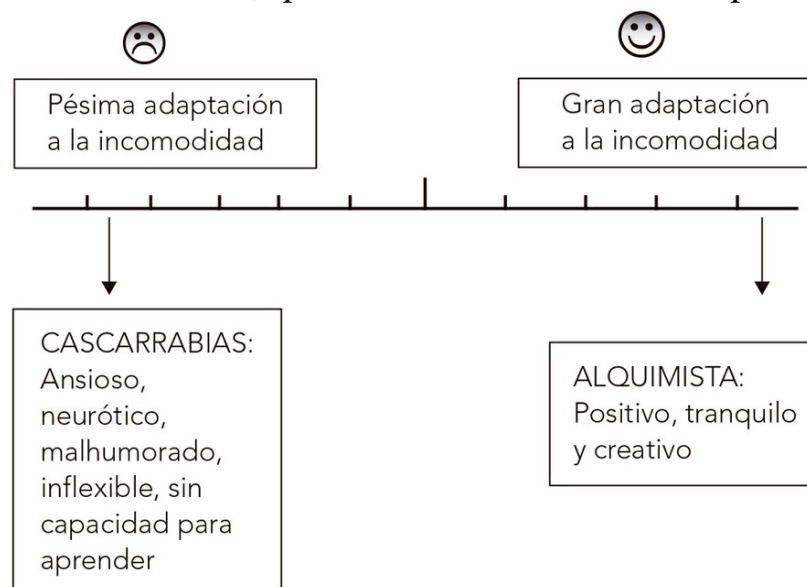 Pésima adaptación
a la incomodidad
Gran adaptación
a la incomodidad
CASCARRABIAS:
Ansioso,
neurótico,
malhumorado,
inflexible, sin
capacidad para
aprender
ALQUIMISTA:
Positivo, tranquilo
y creativo